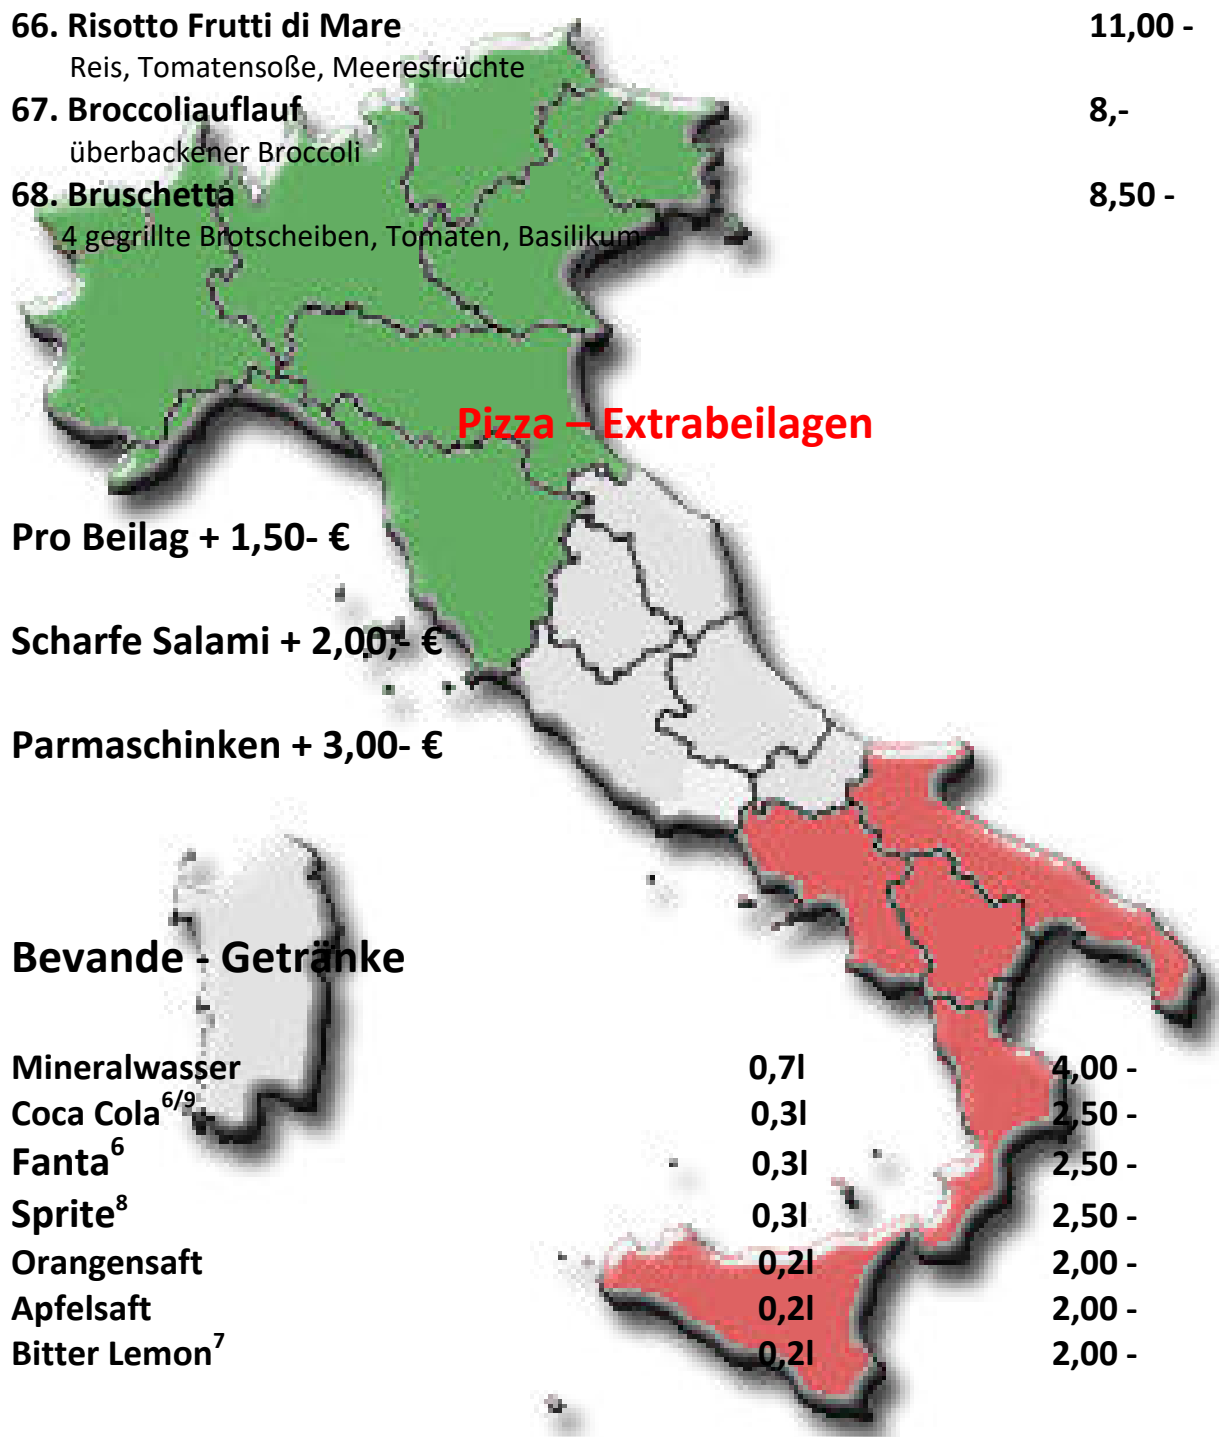 66. Risotto Frutti di Mare 11,00 -
Reis, Tomatensoße, Meeresfrüchte
67. Broccoliauflauf 8,-
überbackener Broccoli
68. Bruschetta 8,50 -
4 gegrillte Brotscheiben, Tomaten, Basilikum
Pizza – Extrabeilagen
Pro Beilag + 1,50- €
Scharfe Salami + 2,00,- €
Parmaschinken + 3,00- €
Bevande - Getränke
Mineralwasser 0,7l 4,00 -
Coca Cola6/9 0,3l 2,50 -
Fanta6 0,3l 2,50 -
Sprite8 0,3l 2,50 -
Orangensaft 0,2l 2,00 -
Apfelsaft 0,2l 2,00 -
Bitter Lemon7 0,2l 2,00 -